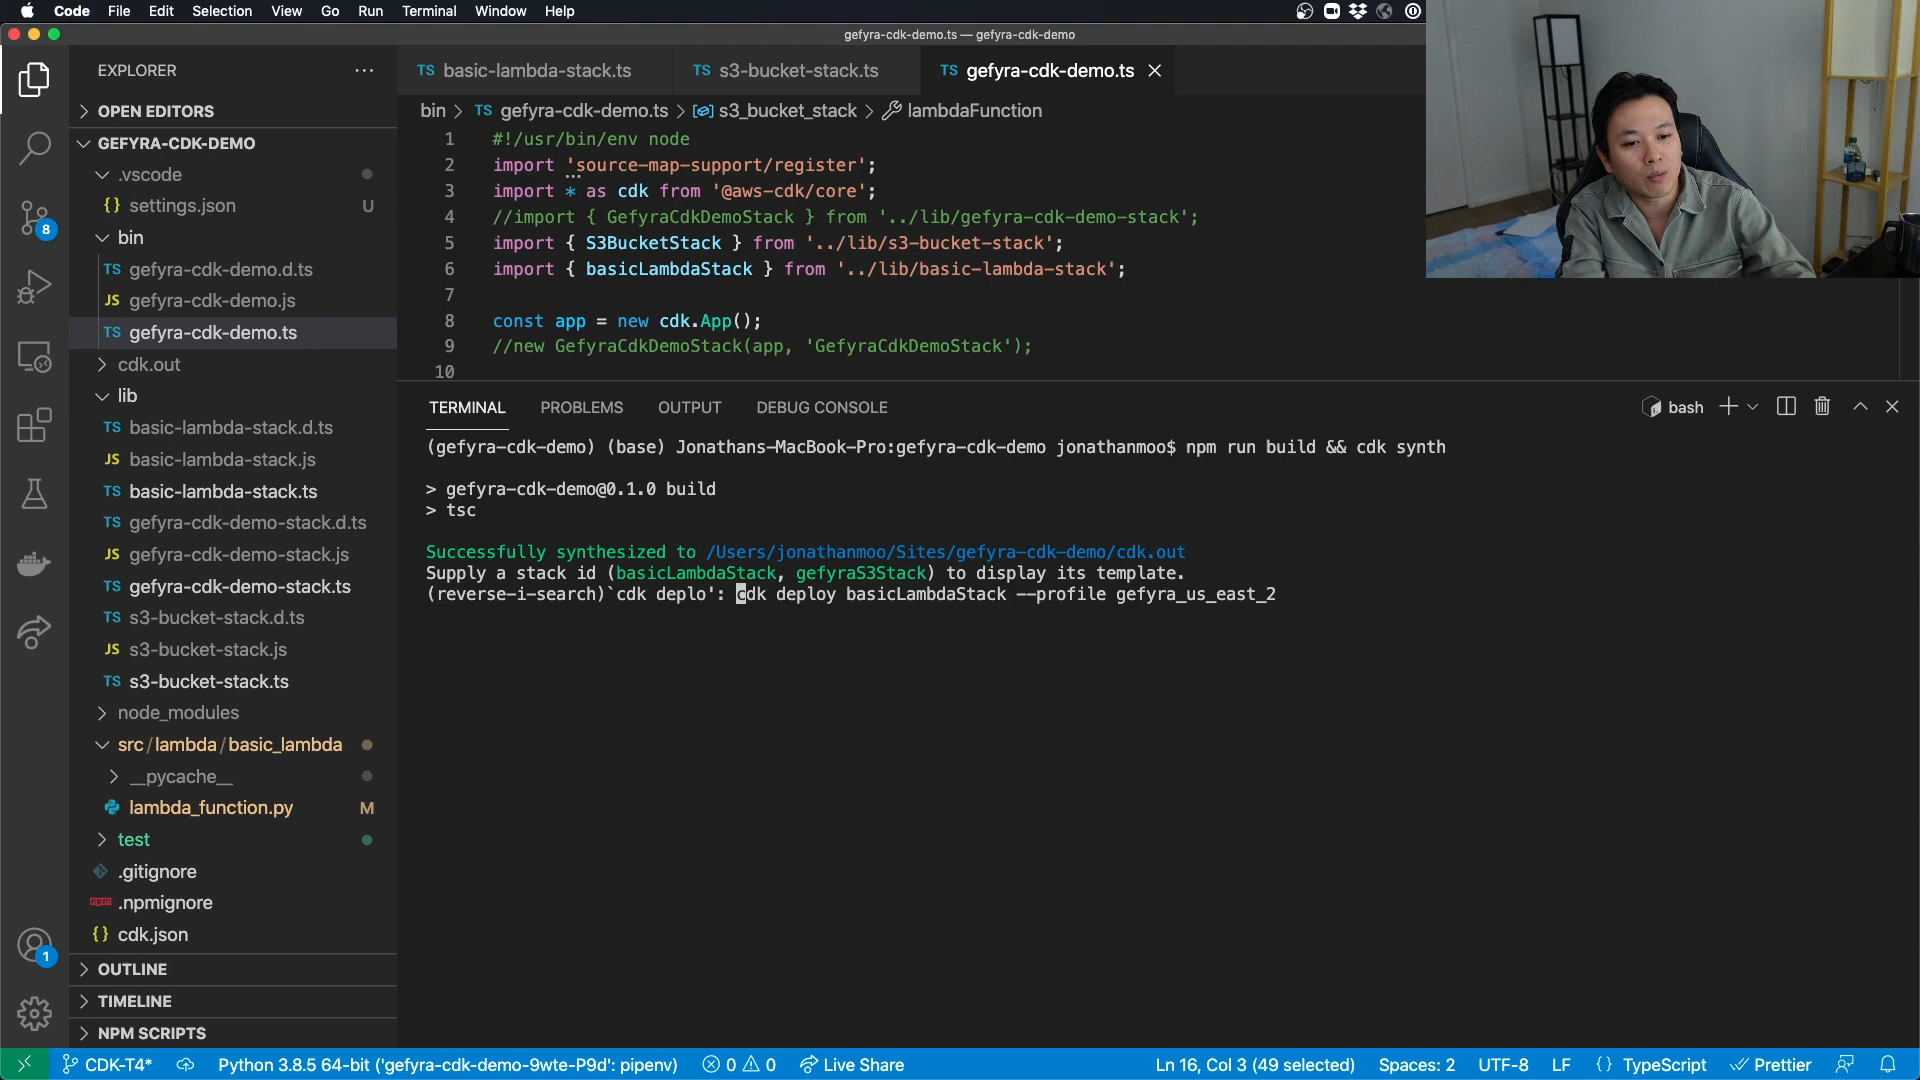 Code File Edit Selection View Go Run Terminal Window Help
gefyra-cdk-demo.ts — gefyra-cdk-demo
EXPLORER
OPEN EDITORS
GEFYRA-CDK-DEMO
.vscode
{} settings.json U
bin
TS gefyra-cdk-demo.d.ts
JS gefyra-cdk-demo.js
TS gefyra-cdk-demo.ts
cdk.out
lib
TS basic-lambda-stack.d.ts
JS basic-lambda-stack.js
TS basic-lambda-stack.ts
TS gefyra-cdk-demo-stack.d.ts
JS gefyra-cdk-demo-stack.js
TS gefyra-cdk-demo-stack.ts
TS s3-bucket-stack.d.ts
JS s3-bucket-stack.js
TS s3-bucket-stack.ts
node_modules
src/lambda/basic_lambda
__pycache__
lambda_function.py M
test
.gitignore
.npmignore
{} cdk.json
OUTLINE
TIMELINE
NPM SCRIPTS
8
1
TS basic-lambda-stack.ts TS s3-bucket-stack.ts TS gefyra-cdk-demo.ts
bin > TS gefyra-cdk-demo.ts > s3_bucket_stack > lambdaFunction
1 #!/usr/bin/env node
2 import 'source-map-support/register';
3 import * as cdk from '@aws-cdk/core';
4 //import { GefyraCdkDemoStack } from '../lib/gefyra-cdk-demo-stack';
5 import { S3BucketStack } from '../lib/s3-bucket-stack';
6 import { basicLambdaStack } from '../lib/basic-lambda-stack';
7
8 const app = new cdk.App();
9 //new GefyraCdkDemoStack(app, 'GefyraCdkDemoStack');
10
TERMINAL PROBLEMS OUTPUT DEBUG CONSOLE bash
(gefyra-cdk-demo) (base) Jonathans-MacBook-Pro:gefyra-cdk-demo jonathanmoo$ npm run build && cdk synth
> gefyra-cdk-demo@0.1.0 build
> tsc
Successfully synthesized to /Users/jonathanmoo/Sites/gefyra-cdk-demo/cdk.out
Supply a stack id (basicLambdaStack, gefyraS3Stack) to display its template.
(reverse-i-search)`cdk deplo': cdk deploy basicLambdaStack --profile gefyra_us_east_2
CDK-T4* Python 3.8.5 64-bit ('gefyra-cdk-demo-9wte-P9d': pipenv) 0 0 Live Share Ln 16, Col 3 (49 selected) Spaces: 2 UTF-8 LF {} TypeScript Prettier